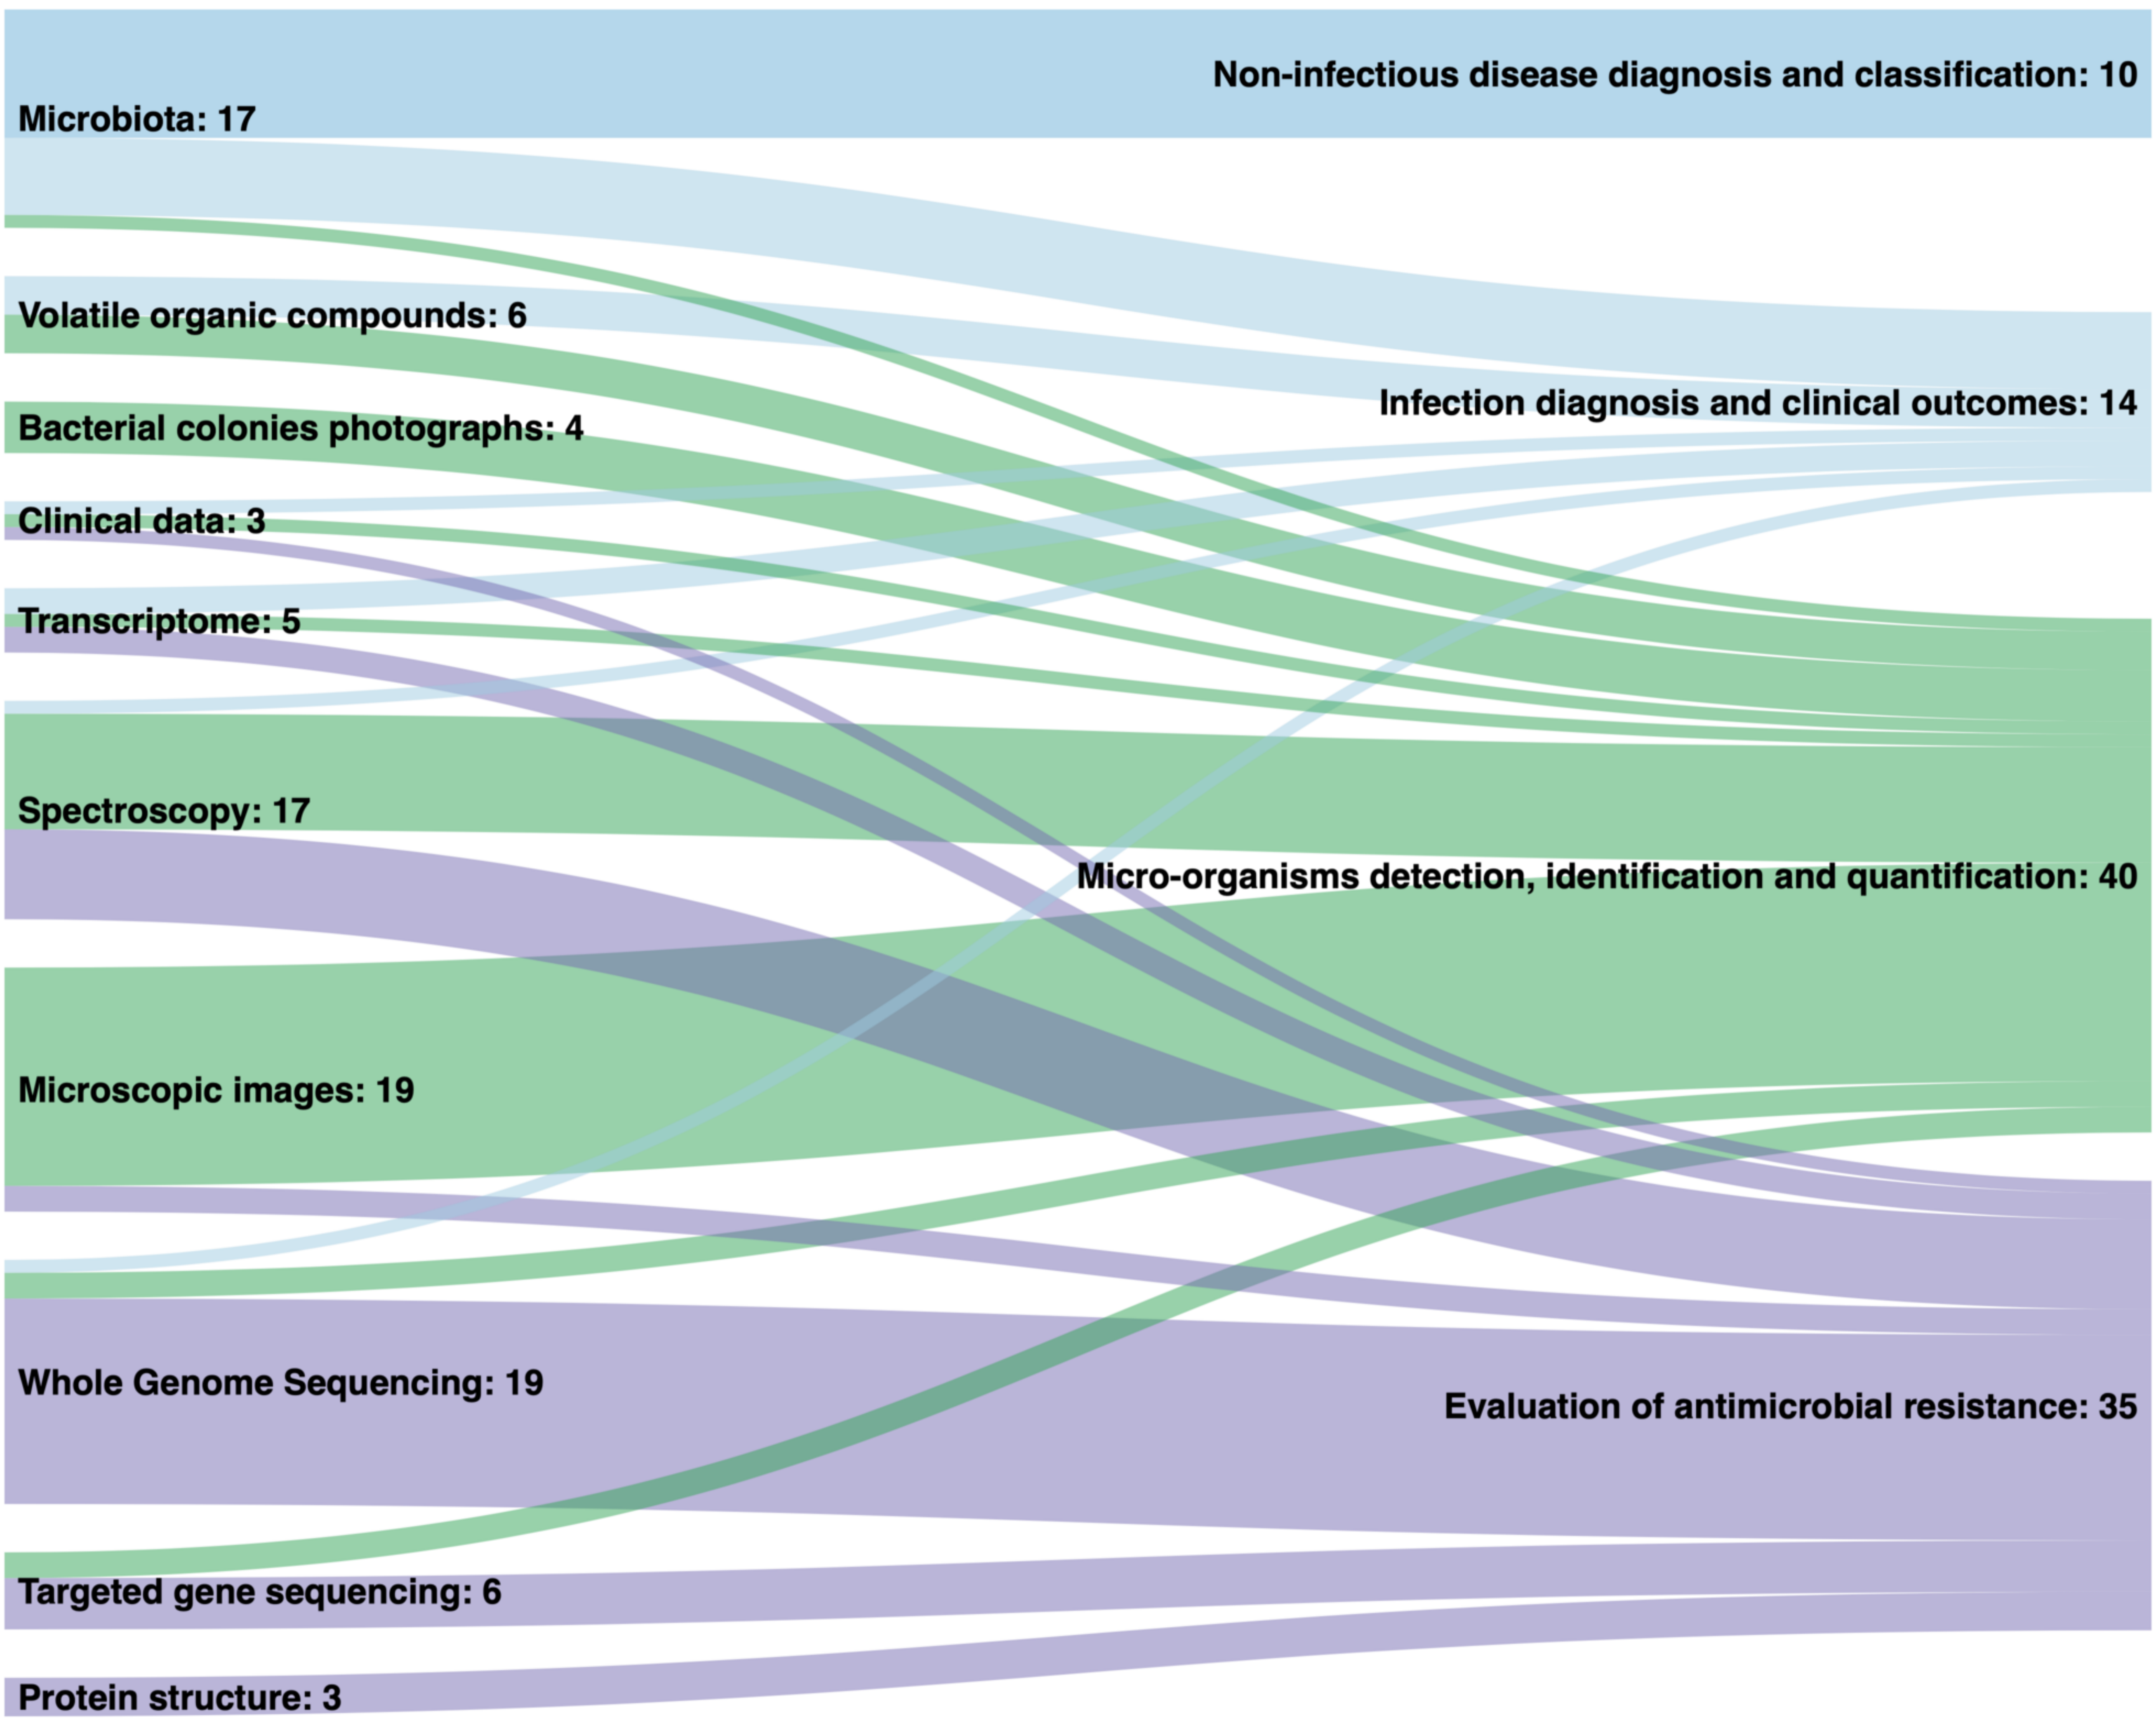 Non-infectious disease diagnosis and classification: 10
Microbiota: 17
Volatile organic compounds: 6
Infection diagnosis and clinical outcomes: 14
Bacterial colonies photographs: 4
Clinical data: 3
Transcriptome: 5
Spectroscopy: 17
Micro-organisms detection, identification and quantification: 40
Microscopic images: 19
Whole Genome Sequencing: 19
Evaluation of antimicrobial resistance: 35
Targeted gene sequencing: 6
Protein structure: 3